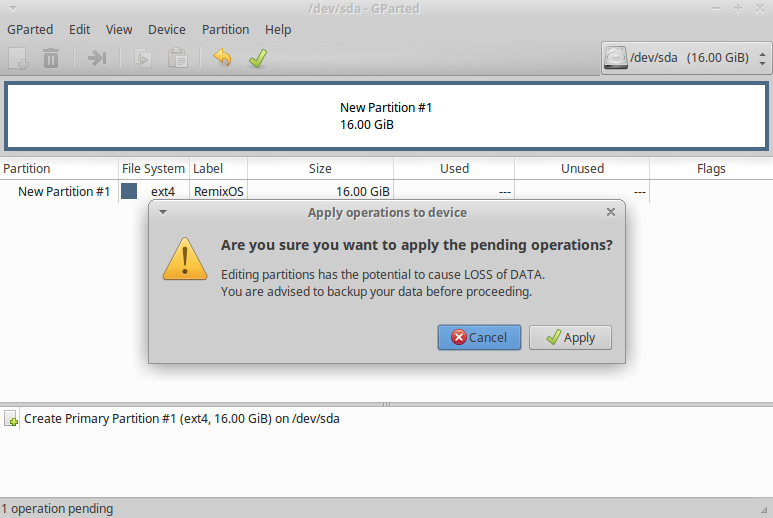 /dev/sda - GParted
GParted Edit View Device Partition Help
/dev/sda (16.00 GiB)
New Partition #1
16.00 GiB
Partition File System Label Size Used Unused Flags
New Partition #1 ext4 RemixOS 16.00 GiB --- ---
Apply operations to device
Are you sure you want to apply the pending operations?
Editing partitions has the potential to cause LOSS of DATA.
You are advised to backup your data before proceeding.
Cancel Apply
Create Primary Partition #1 (ext4, 16.00 GiB) on /dev/sda
1 operation pending